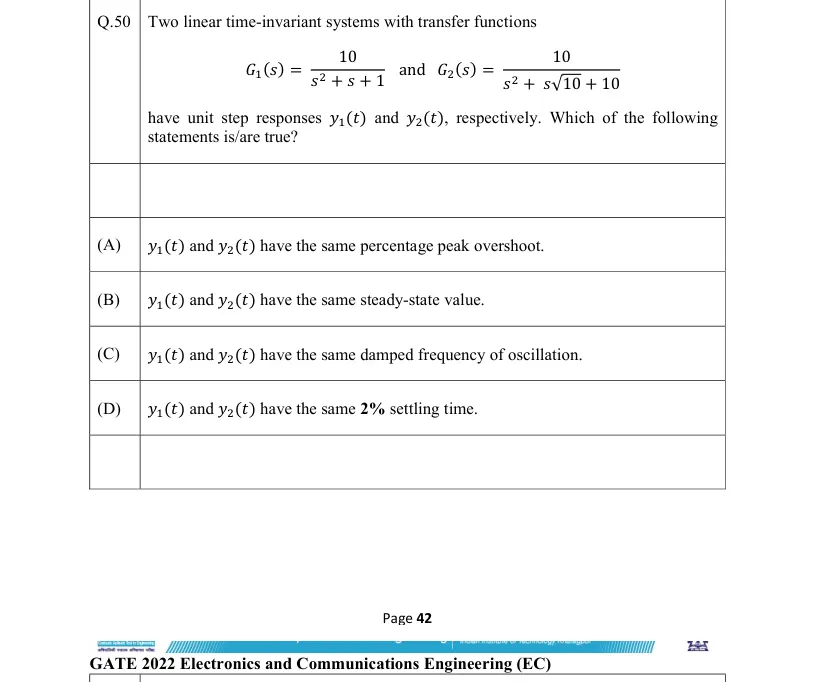 Q.50 Two linear time-invariant systems with transfer functions
G₁(s) = 10 / (s² + s + 1) and G₂(s) = 10 / (s² + s√10 + 10)
have unit step responses y₁(t) and y₂(t), respectively. Which of the following
statements is/are true?
(A) y₁(t) and y₂(t) have the same percentage peak overshoot.
(B) y₁(t) and y₂(t) have the same steady-state value.
(C) y₁(t) and y₂(t) have the same damped frequency of oscillation.
(D) y₁(t) and y₂(t) have the same 2% settling time.
Page 42
GATE 2022 Electronics and Communications Engineering (EC)